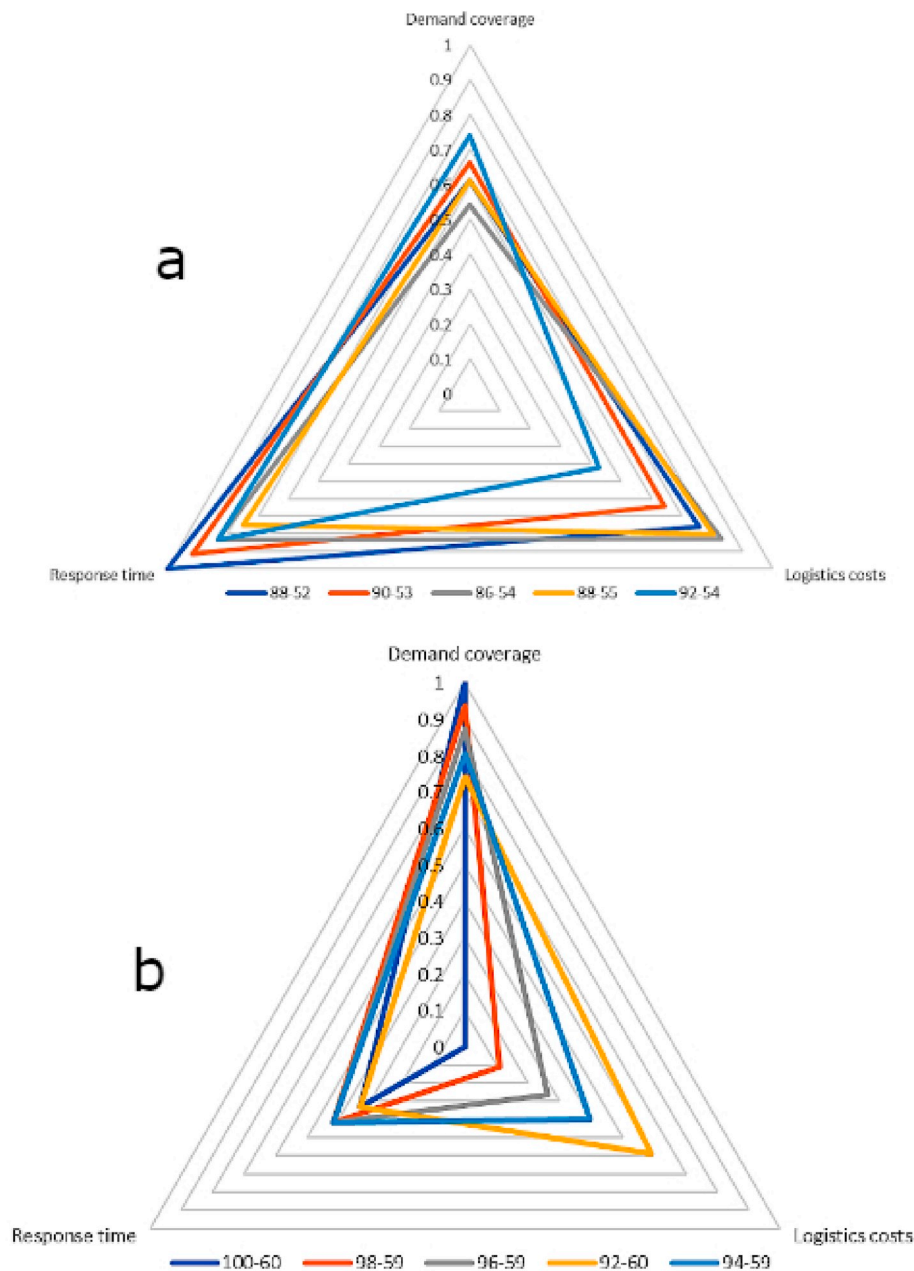 Demand coverage
1
0.9
0.8
0.7
0.6
0.5
0.4
0.3
0.2
0.1
0
a
Response time
Logistics costs
88-52 90-53 86-54 88-55 92-54
Demand coverage
1
0.9
0.8
0.7
0.6
0.5
0.4
0.3
0.2
0.1
0
b
Response time
Logistics costs
100-60 98-59 96-59 92-60 94-59